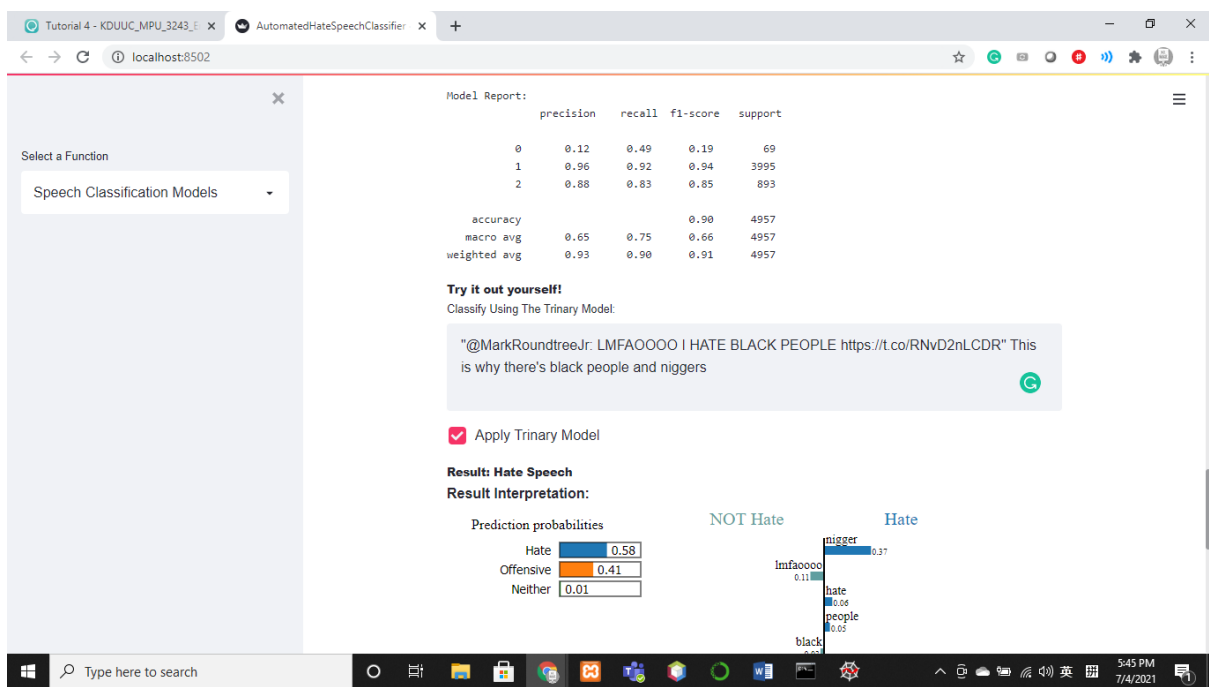 Tutorial 4 - KDUUC_MPU_3243_E
AutomatedHateSpeechClassifier
localhost:8502
Select a Function
Speech Classification Models
Model Report:
precision recall f1-score support
0 0.12 0.49 0.19 69
1 0.96 0.92 0.94 3995
2 0.88 0.83 0.85 893
accuracy 0.90 4957
macro avg 0.65 0.75 0.66 4957
weighted avg 0.93 0.90 0.91 4957
Try it out yourself!
Classify Using The Trinary Model:
"@MarkRoundtreeJr: LMFAOOOO I HATE BLACK PEOPLE https://t.co/RNvD2nLCDR" This
is why there's black people and niggers
Apply Trinary Model
Result: Hate Speech
Result Interpretation:
Prediction probabilities
Hate 0.58
Offensive 0.41
Neither 0.01
NOT Hate Hate
nigger
0.37
lmfaoooo
0.11
hate
0.06
people
0.05
black
Type here to search
英
拼
5:45 PM
7/4/2021
1